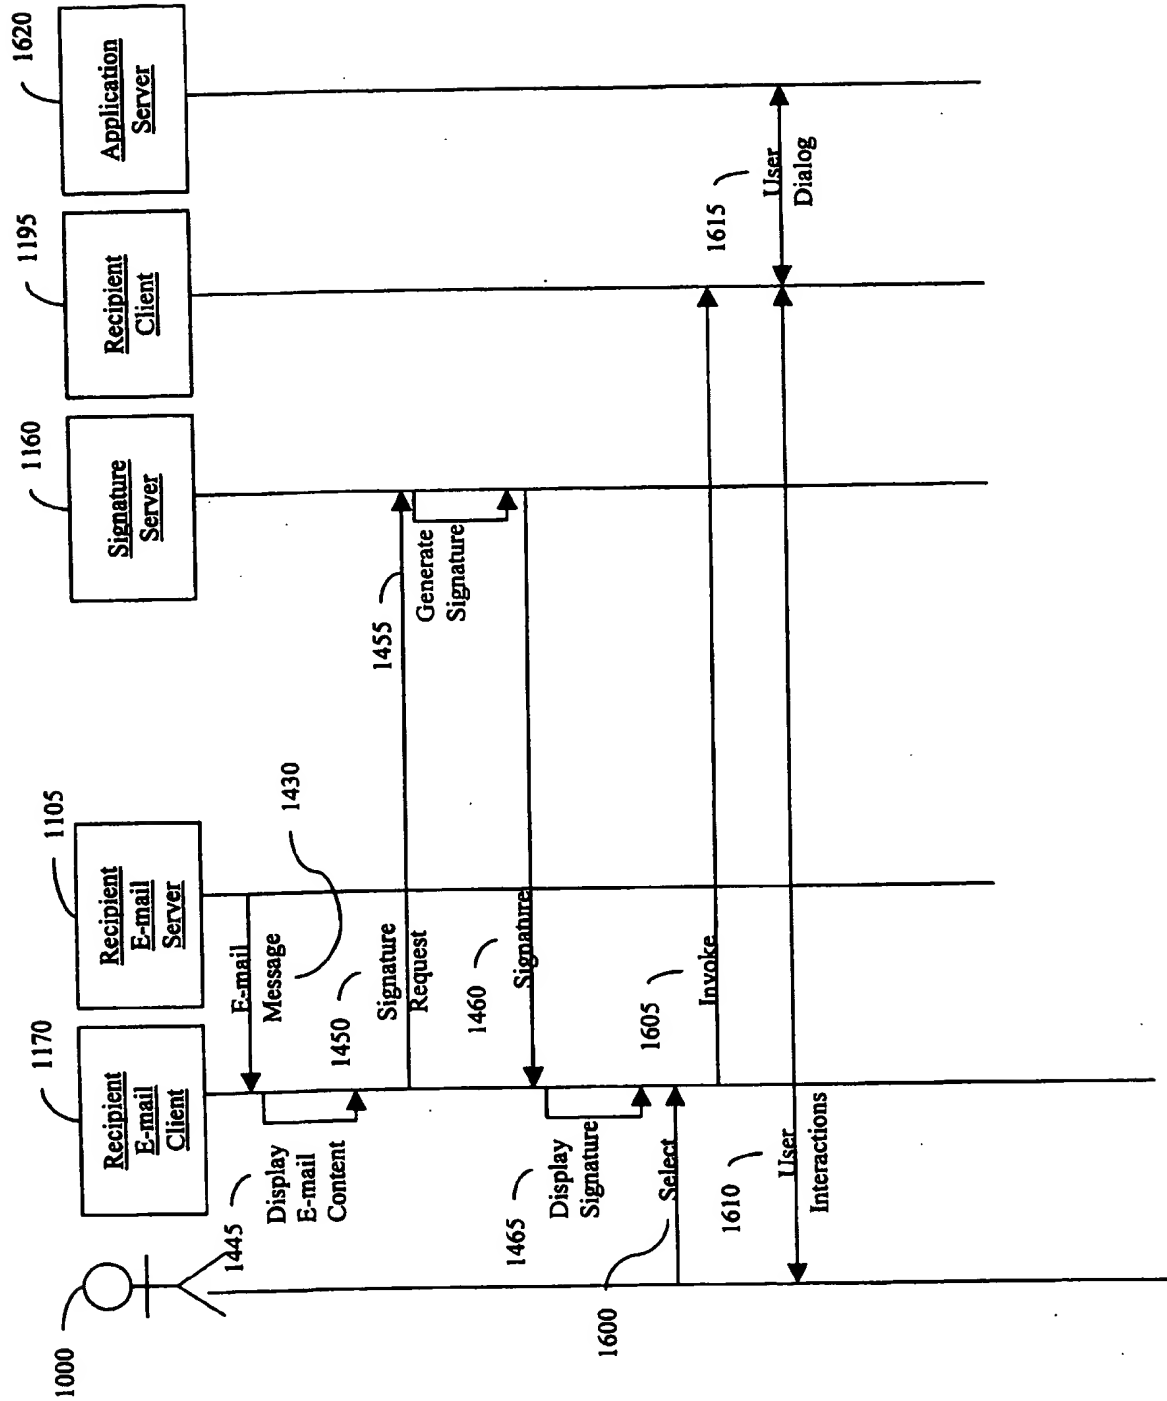 1000
1170
Recipient
E-mail
Client
1105
Recipient
E-mail
Server
1160
Signature
Server
1195
Recipient
Client
1620
Application
Server
E-mail
Message
1430
1445
Display
E-mail
Content
1450
Signature
Request
1455
Generate
Signature
1460
Signature
1465
Display
Signature
1600
Select
1605
Invoke
1610
User
Interactions
1615
User
Dialog